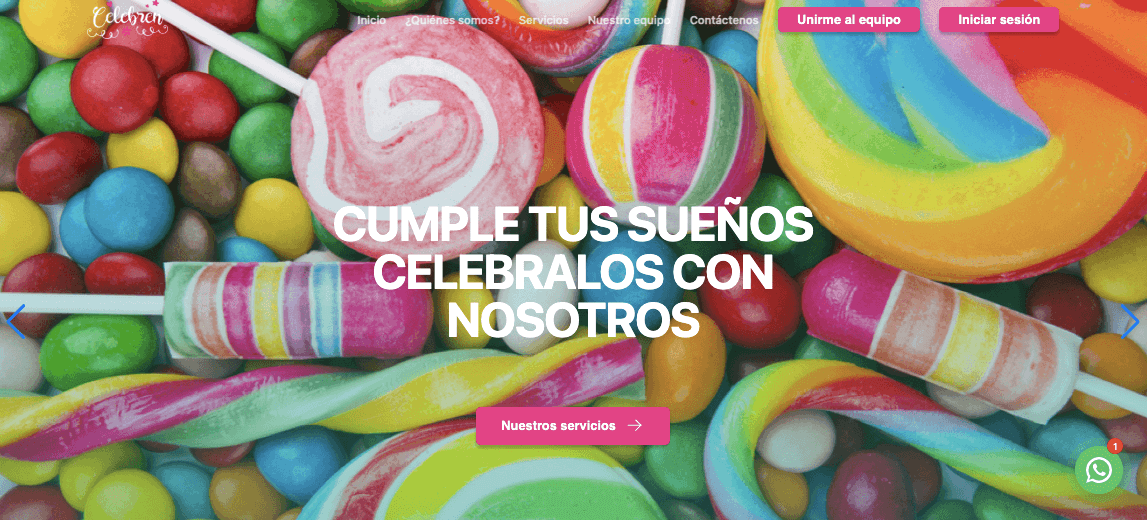 Celebren
Inicio ¿Quiénes somos? Servicios Nuestro equipo Contáctenos Unirme al equipo Iniciar sesión
CUMPLE TUS SUEÑOS
CELEBRALOS CON
NOSOTROS
Nuestros servicios
1